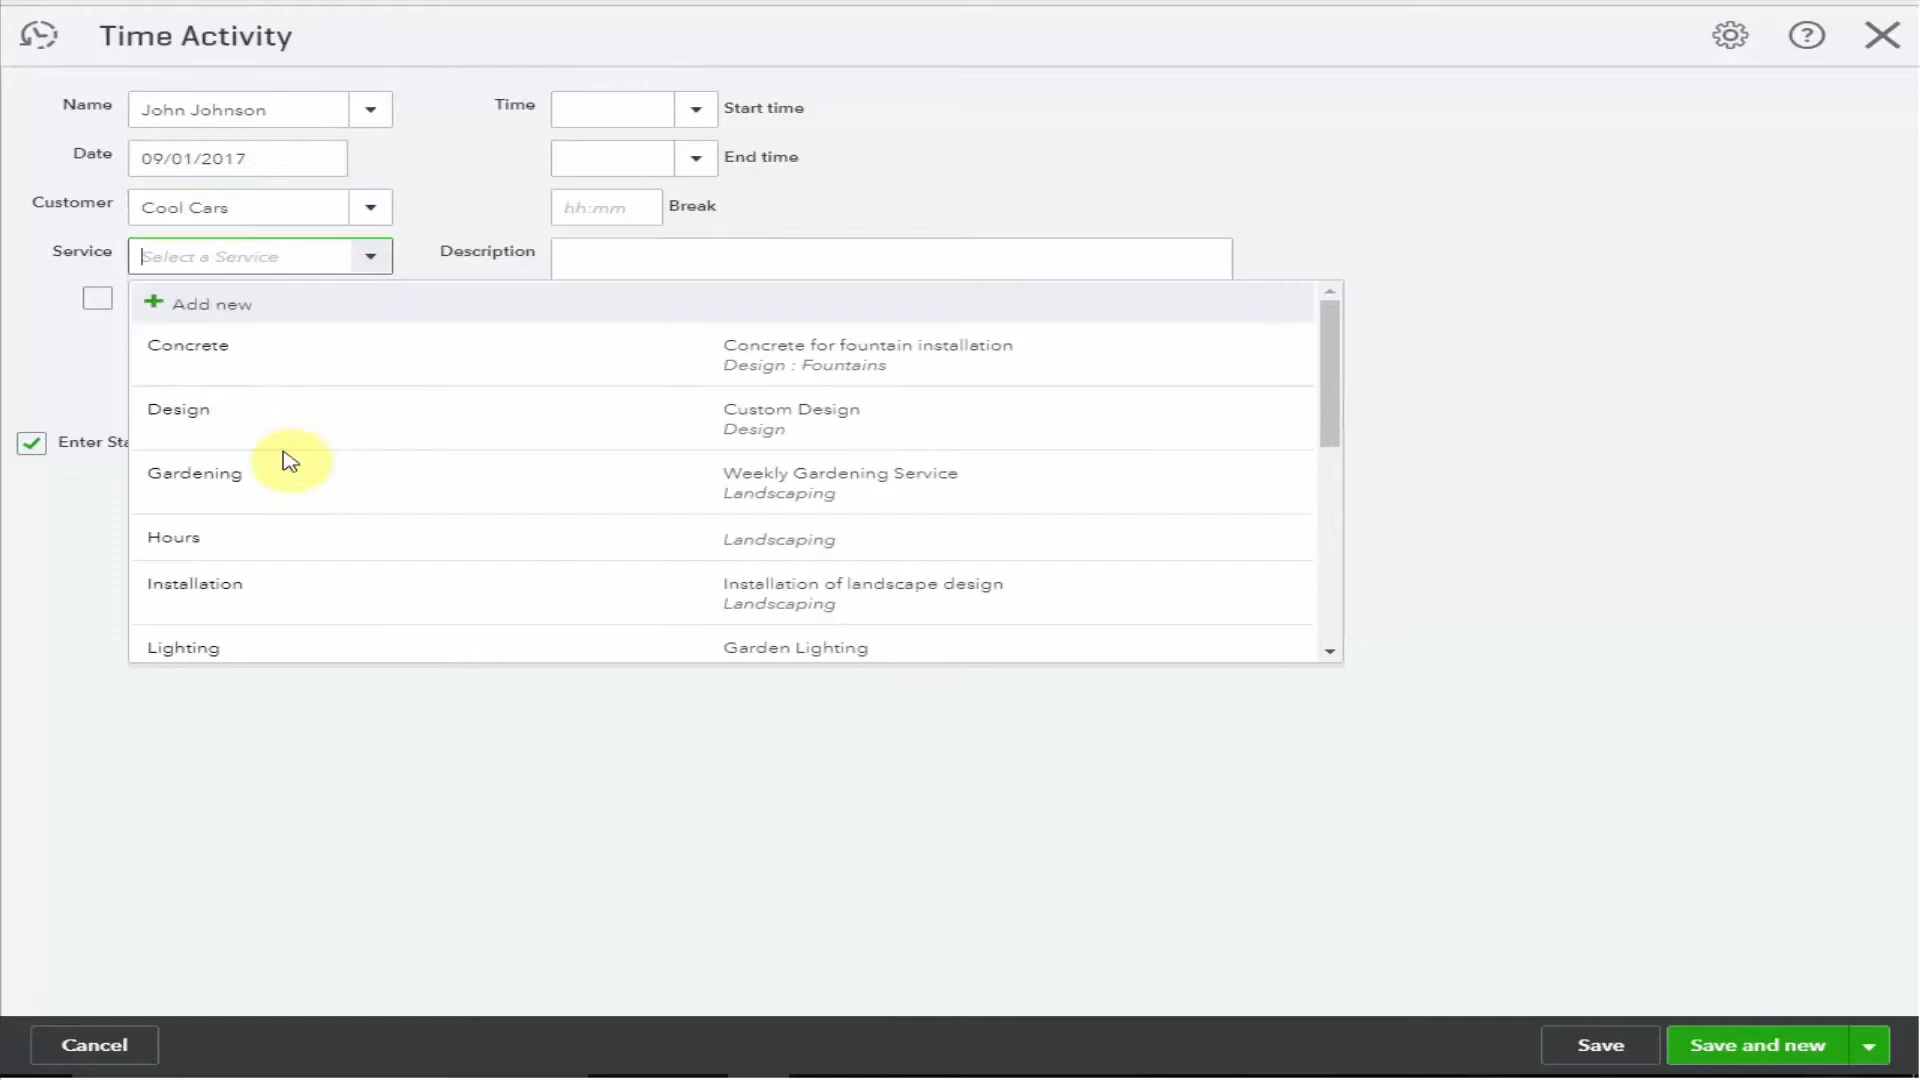 Time Activity
?
Name
John Johnson
Time
Start time
Date
09/01/2017
End time
Customer
Cool Cars
hh:mm
Break
Service
Select a Service
Description
+ Add new
Concrete
Concrete for fountain installation
Design : Fountains
Design
Custom Design
Design
Enter Sta
Gardening
Weekly Gardening Service
Landscaping
Hours
Landscaping
Installation
Installation of landscape design
Landscaping
Lighting
Garden Lighting
Cancel
Save
Save and new